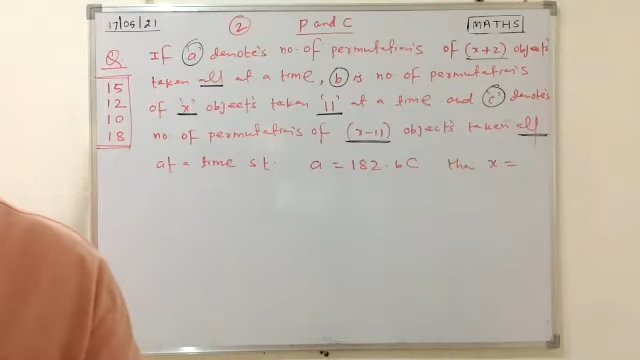 17/05/21 ② P and C MATHS
Q If 'a' denote's no. of permutation's of (x+2) object's
taken all at a time, b is no. of permutation's
of 'x' object's taken '11' at a time and 'c' denote's
no. of permutation's of (x-11) object's taken all
at a time st. a = 182.bC then x =
15
12
10
18